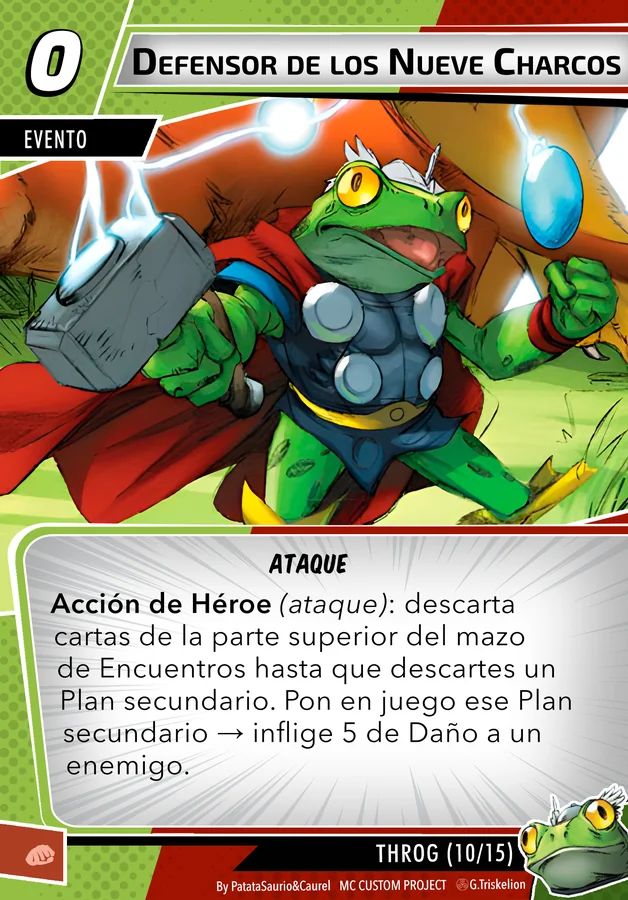 0
DEFENSOR DE LOS NUEVE CHARCOS
EVENTO
ATAQUE
Acción de Héroe (ataque): descarta
cartas de la parte superior del mazo
de Encuentros hasta que descartes un
Plan secundario. Pon en juego ese Plan
secundario → inflige 5 de Daño a un
enemigo.
THROG (10/15)
By PatataSaurio&Caurel MC CUSTOM PROJECT G.Triskelion